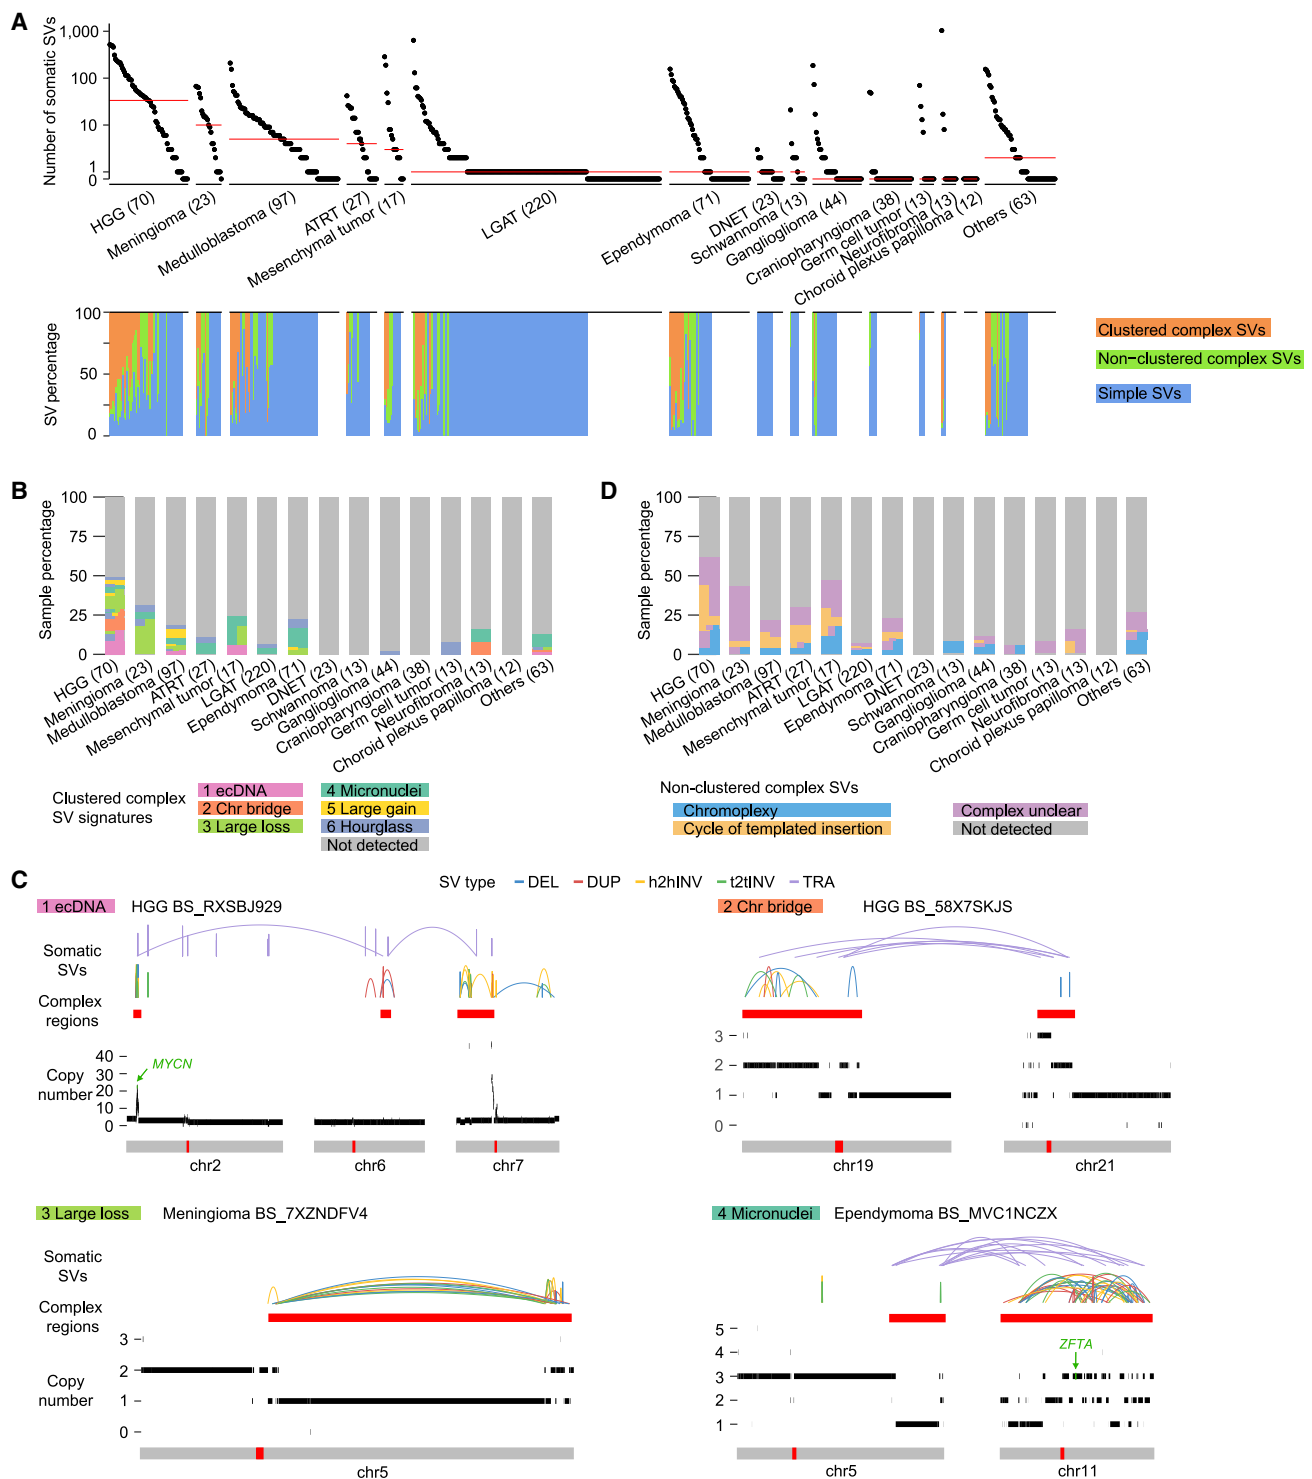 A
Number of somatic SVs
1,000
100
10
1
0
HGG (70)
Meningioma (23)
Medulloblastoma (97)
ATRT (27)
Mesenchymal tumor (17)
LGAT (220)
Ependymoma (71)
DNET (23)
Schwannoma (13)
Ganglioglioma (44)
Craniopharyngioma (38)
Germ cell tumor (13)
Neurofibroma (13)
Choroid plexus papilloma (12)
Others (63)
SV percentage
100
50
0
Clustered complex SVs
Non−clustered complex SVs
Simple SVs
B
Sample percentage
100
75
50
25
0
HGG (70)
Meningioma (23)
Medulloblastoma (97)
ATRT (27)
Mesenchymal tumor (17)
LGAT (220)
Ependymoma (71)
DNET (23)
Schwannoma (13)
Ganglioglioma (44)
Craniopharyngioma (38)
Germ cell tumor (13)
Neurofibroma (13)
Choroid plexus papilloma (12)
Others (63)
Clustered complex
SV signatures
1 ecDNA
2 Chr bridge
3 Large loss
4 Micronuclei
5 Large gain
6 Hourglass
Not detected
D
Sample percentage
100
75
50
25
0
HGG (70)
Meningioma (23)
Medulloblastoma (97)
ATRT (27)
Mesenchymal tumor (17)
LGAT (220)
Ependymoma (71)
DNET (23)
Schwannoma (13)
Ganglioglioma (44)
Craniopharyngioma (38)
Germ cell tumor (13)
Neurofibroma (13)
Choroid plexus papilloma (12)
Others (63)
Non-clustered complex SVs
Chromoplexy
Cycle of templated insertion
Complex unclear
Not detected
C
SV type DEL DUP h2hINV t2tINV TRA
1 ecDNA HGG BS_RXSBJ929
Somatic
SVs
Complex
regions
Copy
number
40
30
20
10
0
MYCN
chr2 chr6 chr7
2 Chr bridge HGG BS_58X7SKJS
3
2
1
0
chr19 chr21
3 Large loss Meningioma BS_7XZNDFV4
Somatic
SVs
Complex
regions
Copy
number
3
2
1
0
chr5
4 Micronuclei Ependymoma BS_MVC1NCZX
5
4
3
2
1
ZFTA
chr5 chr11